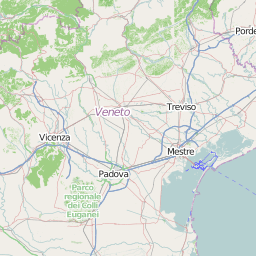 Porde
Veneto
Treviso
Vicenza
Mestre
Padova
Parco
regionale
dei Colli
Euganei